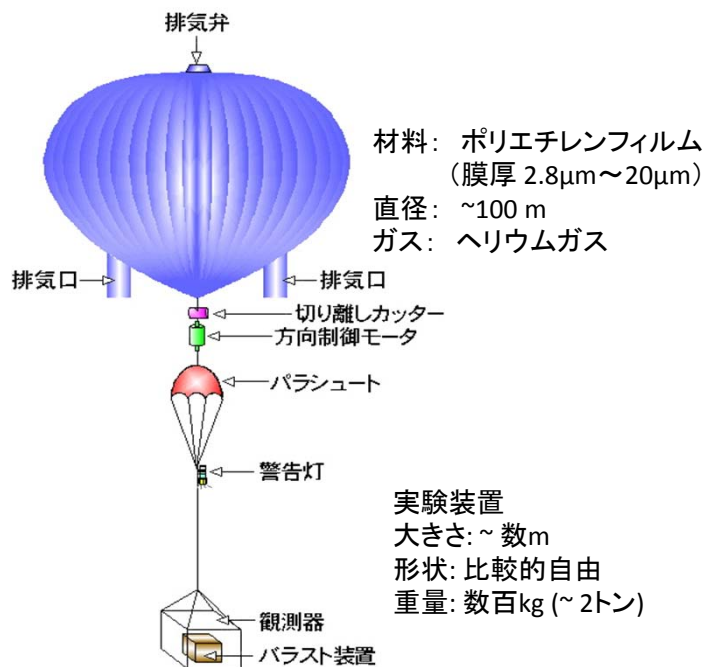 排気弁
材料： ポリエチレンフィルム
（膜厚 2.8μm～20μm）
直径： ~100 m
ガス： ヘリウムガス
排気口
排気口
切り離しカッター
方向制御モータ
パラシュート
警告灯
実験装置
大きさ: ~ 数m
形状: 比較的自由
重量: 数百kg (~ 2トン)
観測器
バラスト装置